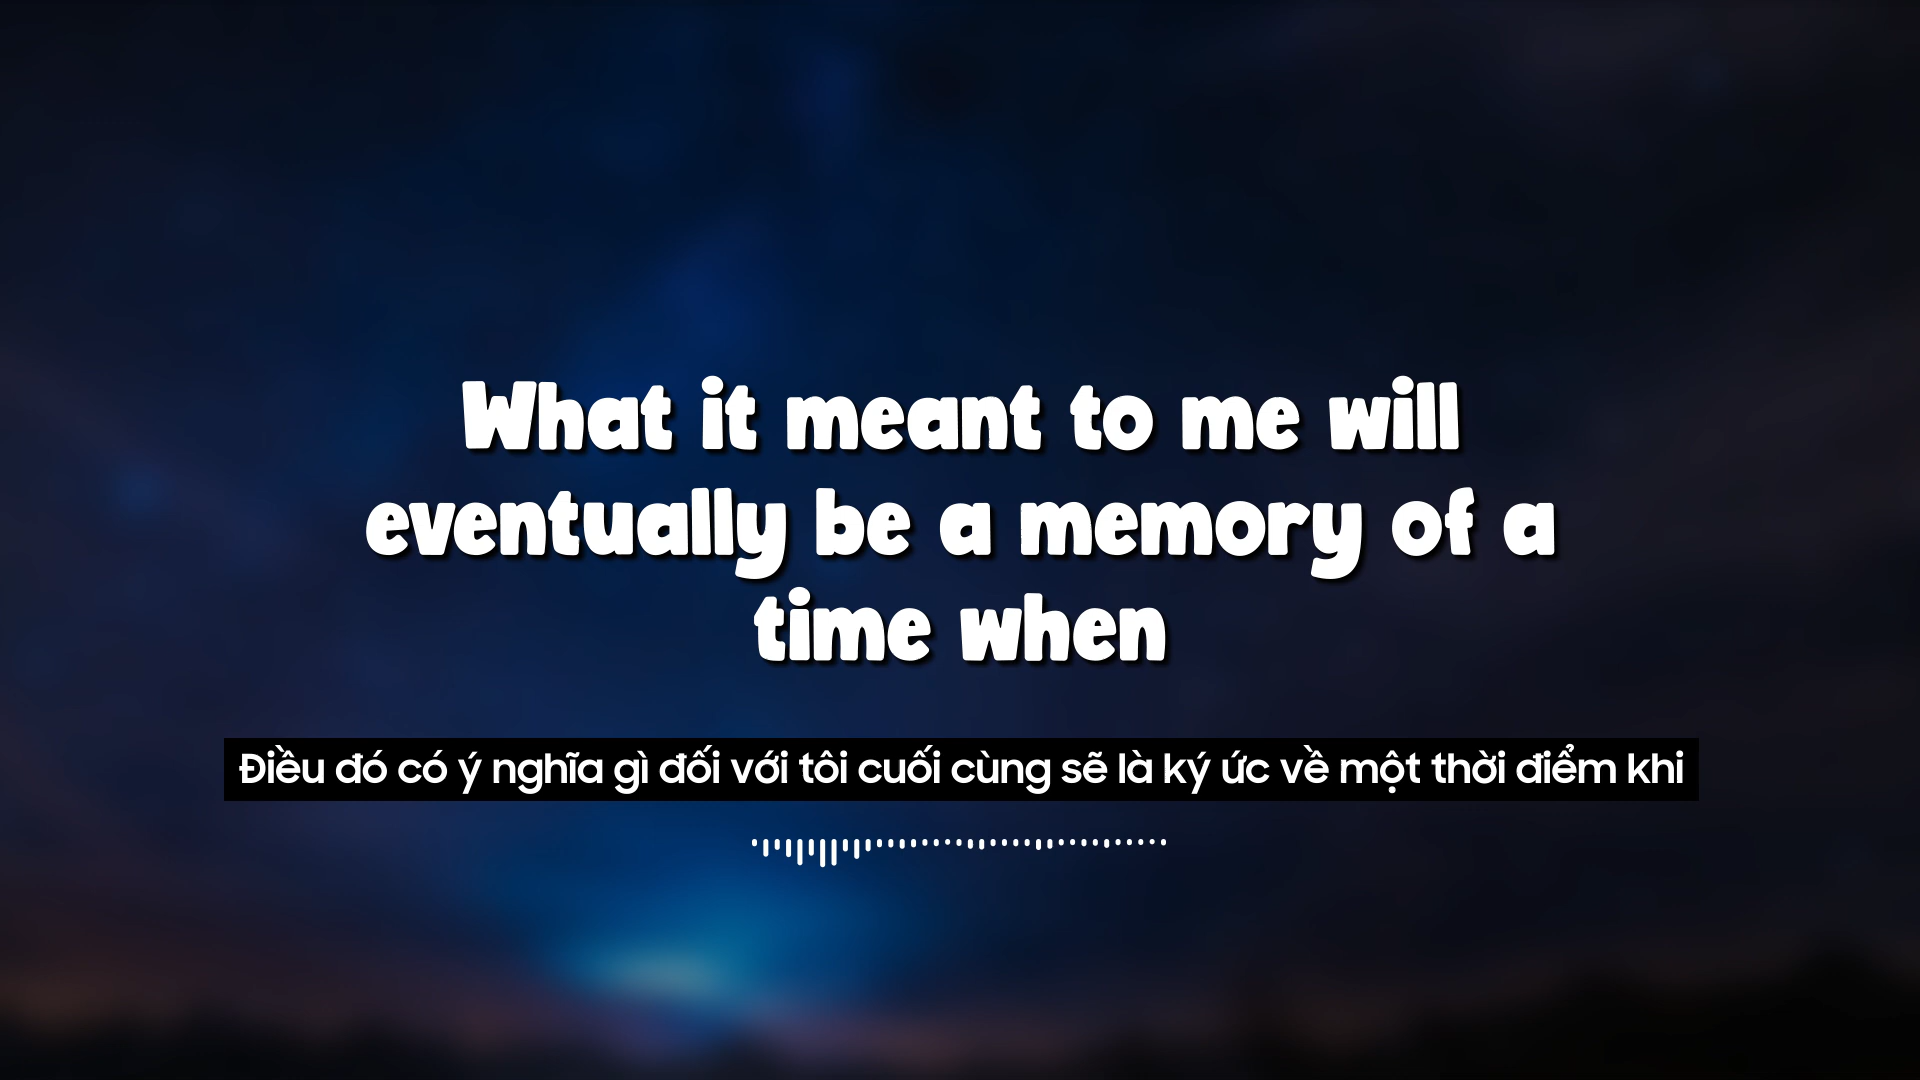 What it meant to me will
eventually be a memory of a
time when
Điều đó có ý nghĩa gì đối với tôi cuối cùng sẽ là ký ức về một thời điểm khi